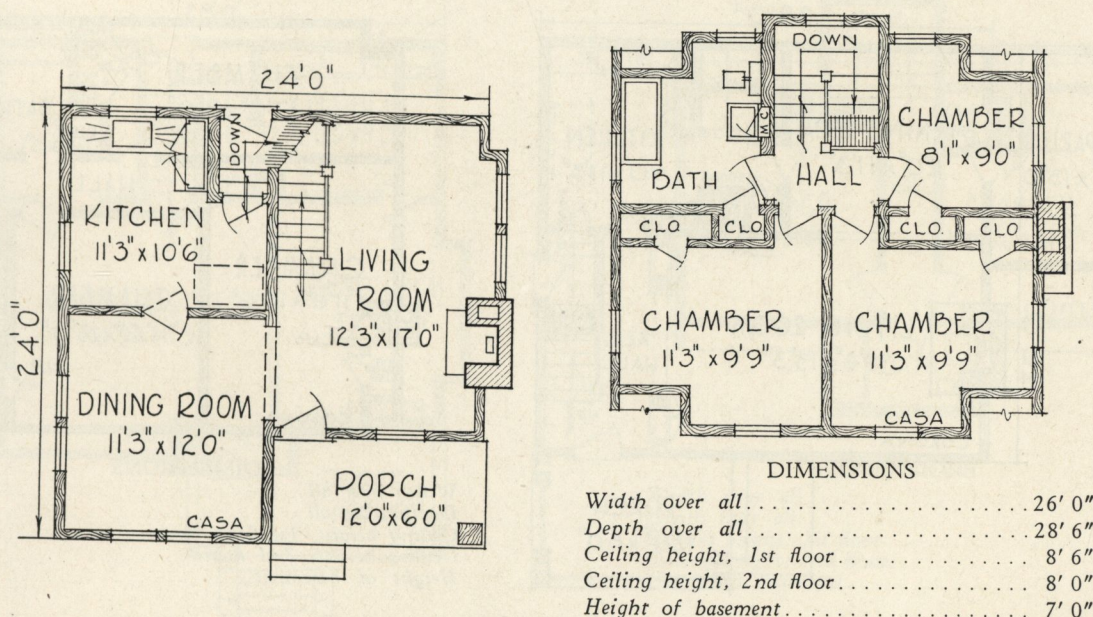 24'0"
24'0"
DOWN
KITCHEN
11'3"x10'6"
LIVING
ROOM
12'3"x17'0"
DINING ROOM
11'3"x12'0"
CASA
PORCH
12'0"x6'0"
DOWN
M.C.
CHAMBER
8'1"x9'0"
BATH
HALL
CLO.
CLO.
CLO.
CLO
CHAMBER
11'3"x9'9"
CHAMBER
11'3"x9'9"
CASA
DIMENSIONS
Width over all 26' 0"
Depth over all 28' 6"
Ceiling height, 1st floor 8' 6"
Ceiling height, 2nd floor 8' 0"
Height of basement 7' 0"